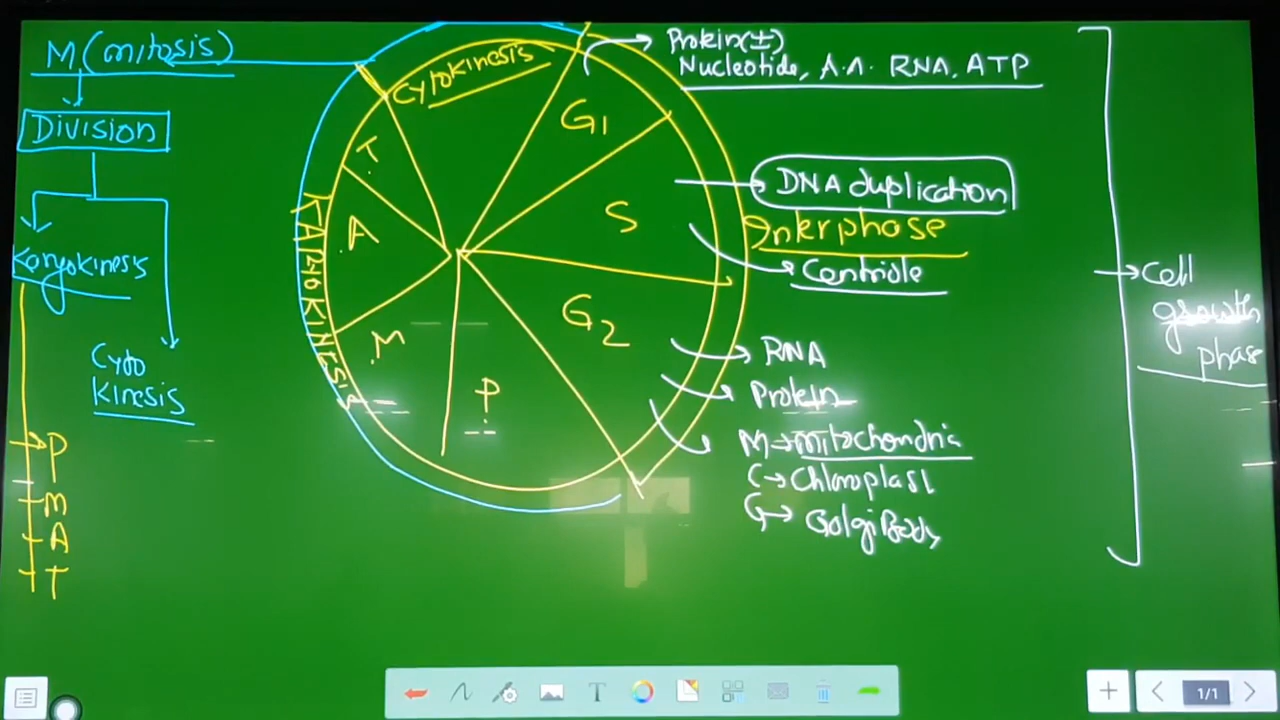 M (mitosis)
Division
Karyokinesis
Cyto
kinesis
P
M
A
T
Cytokinesis
T
A
M
P
KARYOKINESIS
G1
S
G2
Protein(±)
Nucleotide, A.A. RNA, ATP
DNA duplication
Interphase
Centriole
RNA
Protein
M → mitochondria
C → Chloroplast
G → Golgi Body
Cell
growth
phase
1/1